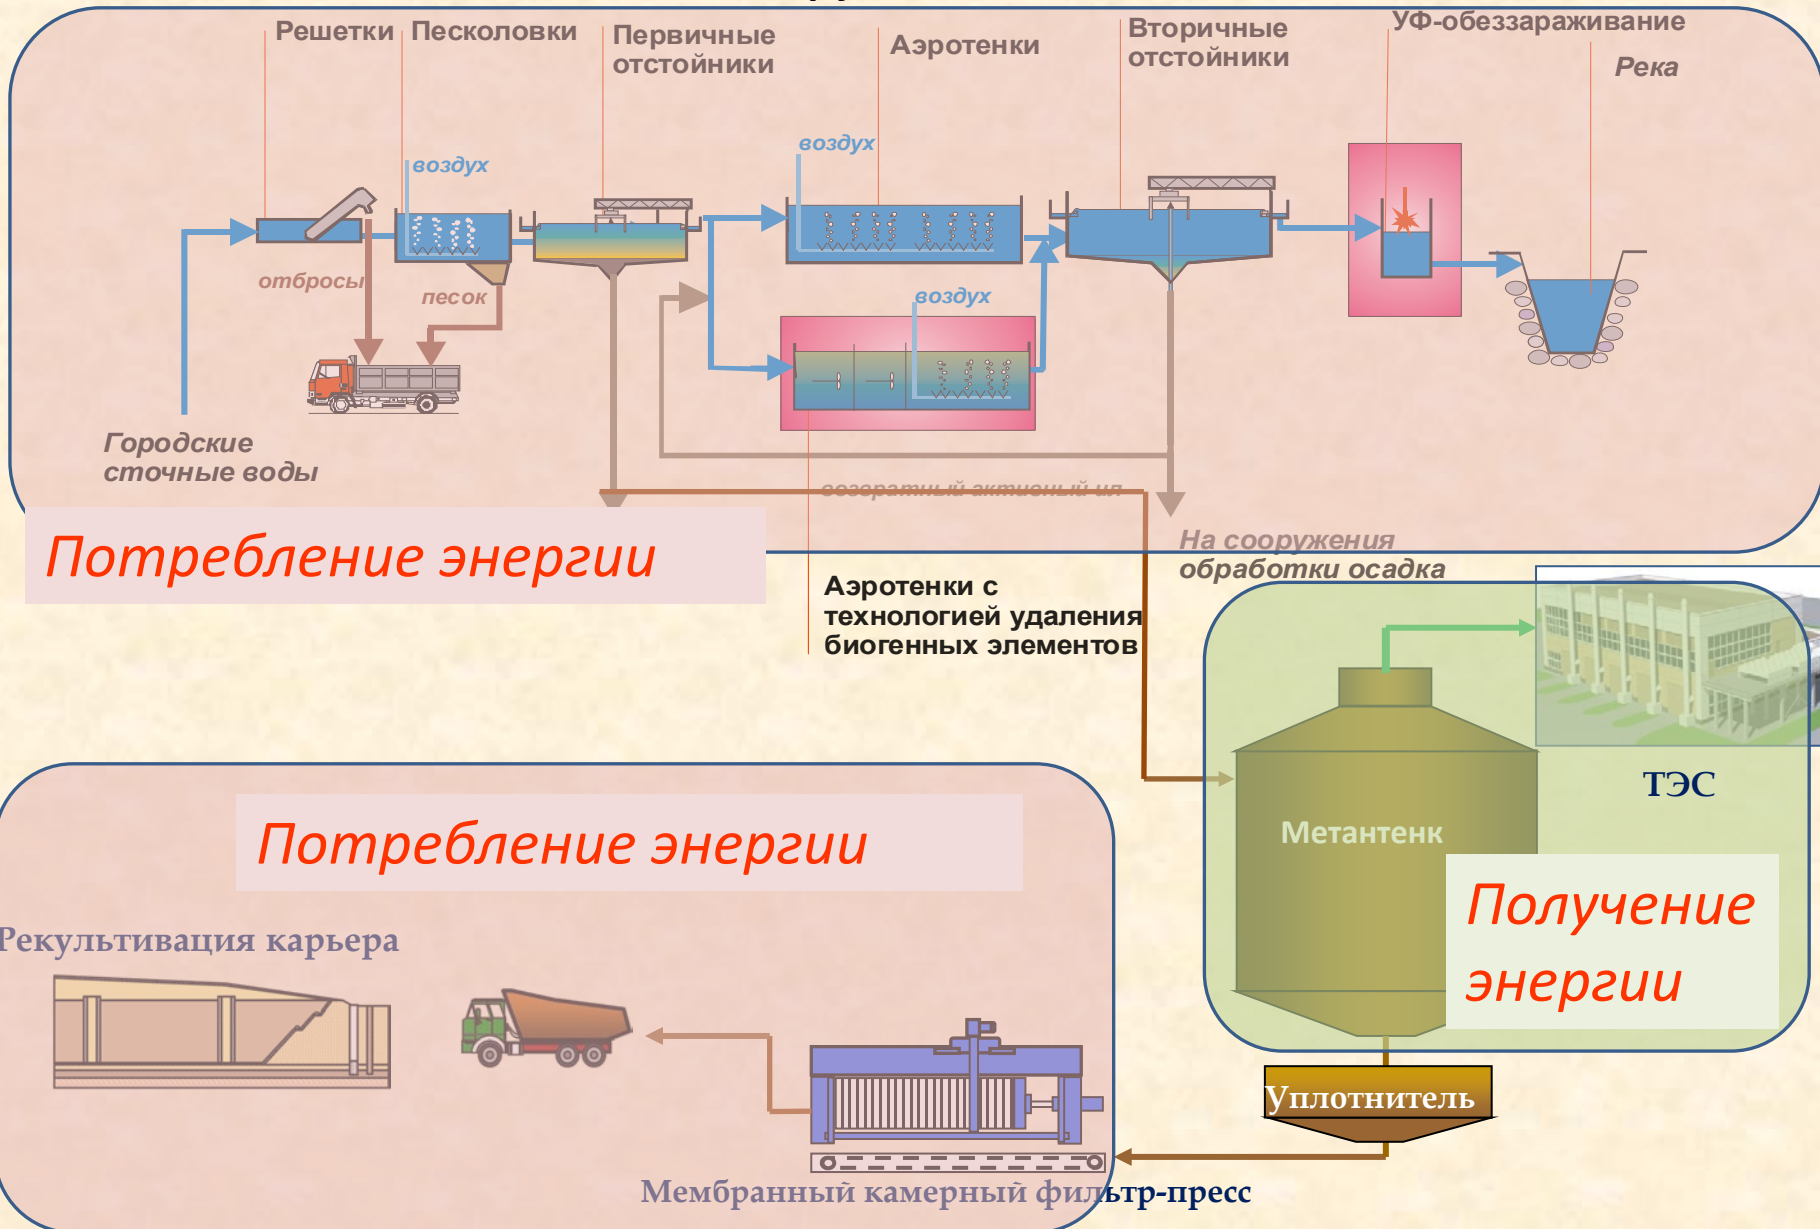 Решетки
Песколовки
Первичные
отстойники
Аэротенки
Вторичные
отстойники
УФ-обеззараживание
Река
воздух
воздух
отбросы
песок
воздух
Городские
сточные воды
возвратный активный ил
Потребление энергии
На сооружения
обработки осадка
Аэротенки с
технологией удаления
биогенных элементов
ТЭС
Метантенк
Потребление энергии
Получение
энергии
Рекультивация карьера
Уплотнитель
Мембранный камерный фильтр-пресс